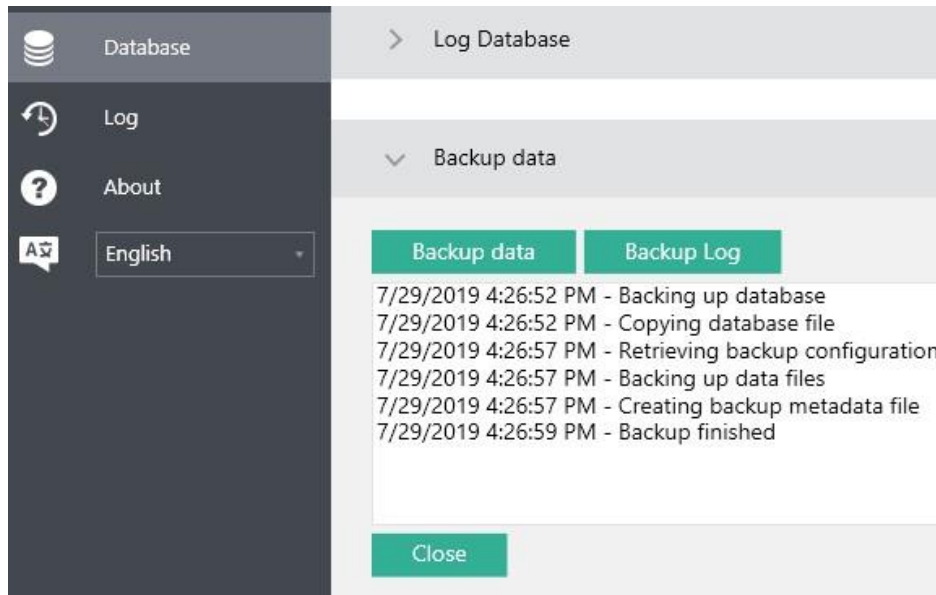 Database
Log
About
English
Log Database
Backup data
Backup data
Backup Log
7/29/2019 4:26:52 PM - Backing up database
7/29/2019 4:26:52 PM - Copying database file
7/29/2019 4:26:57 PM - Retrieving backup configuration
7/29/2019 4:26:57 PM - Backing up data files
7/29/2019 4:26:57 PM - Creating backup metadata file
7/29/2019 4:26:59 PM - Backup finished
Close